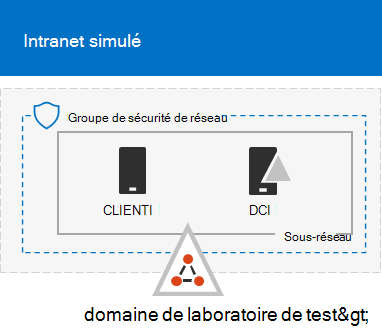 Intranet simulé
Groupe de sécurité de réseau
CLIENTI
DCI
Sous-réseau
domaine de laboratoire de test&gt;